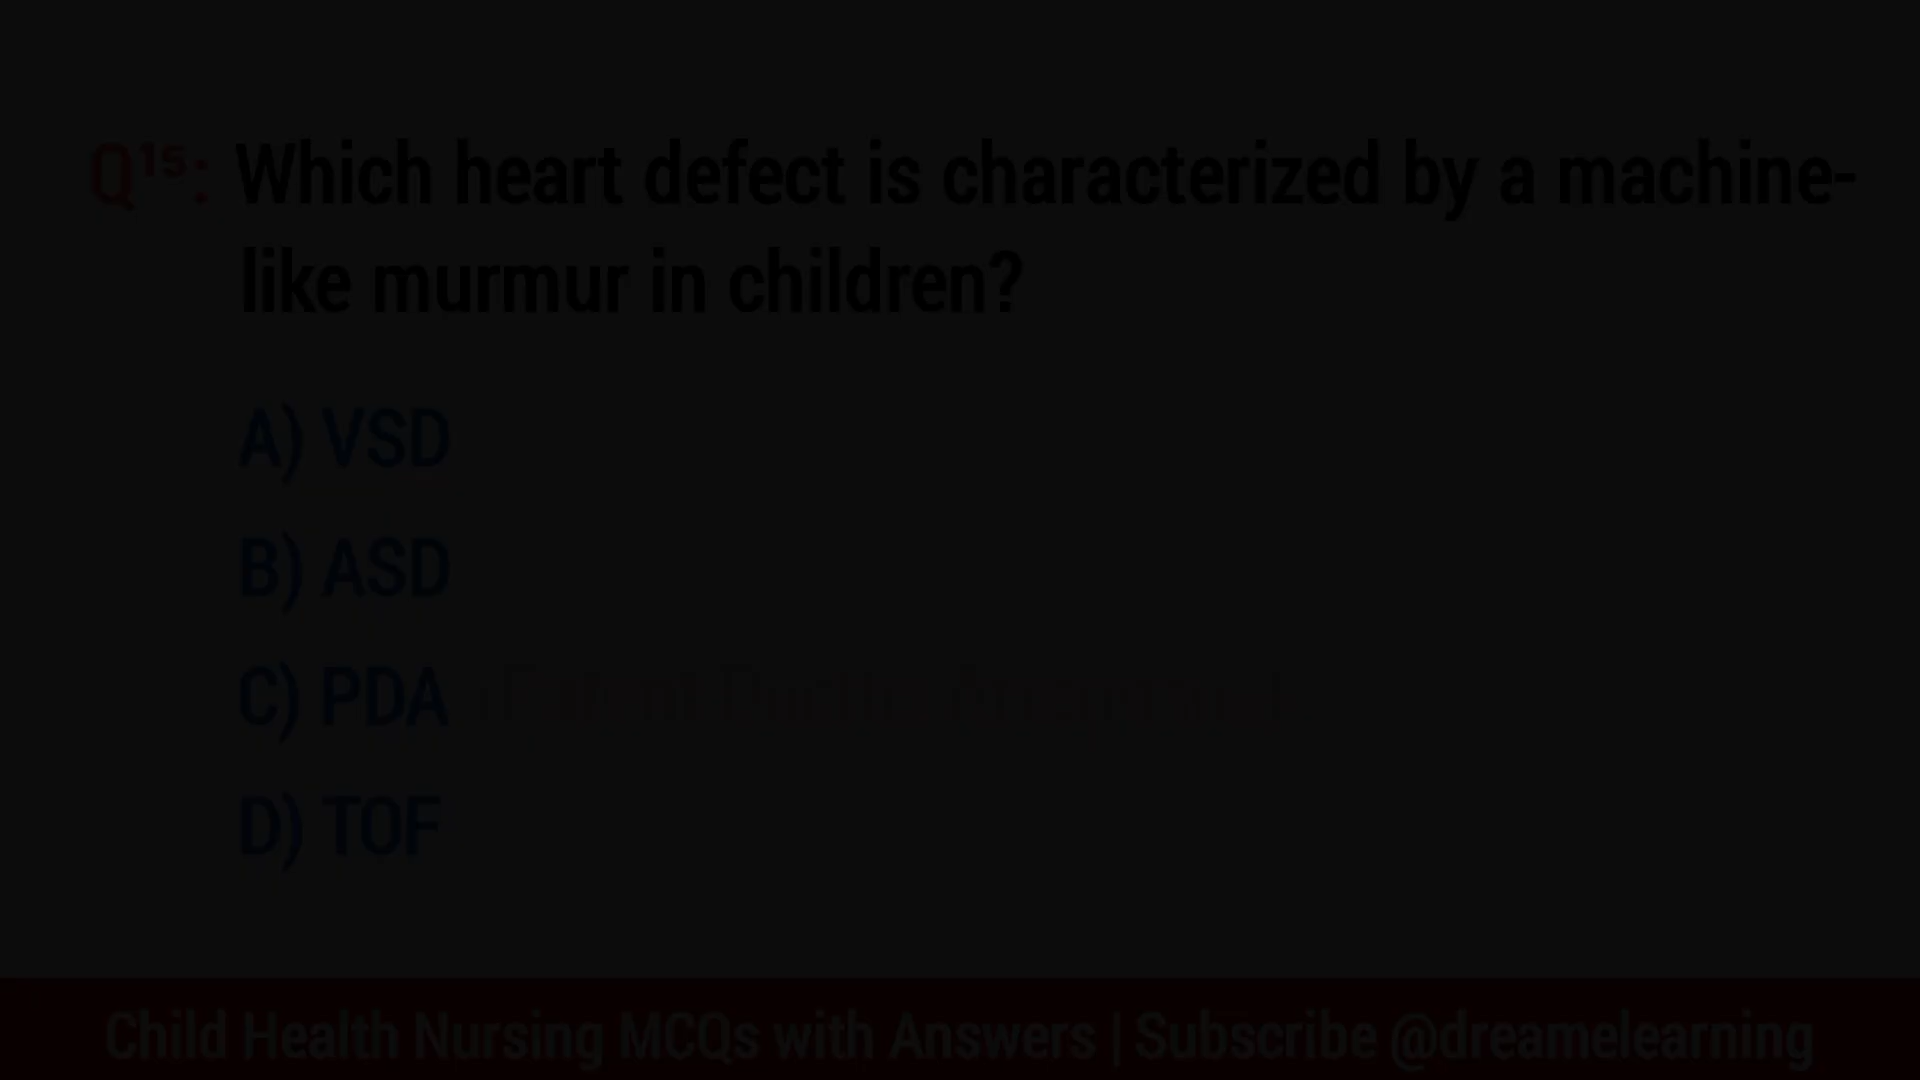 Q15: Which heart defect is characterized by a machine-
like murmur in children?
A) VSD
B) ASD
C) PDA
D) TOF
Child Health Nursing MCQs with Answers | Subscribe @dreamelearning